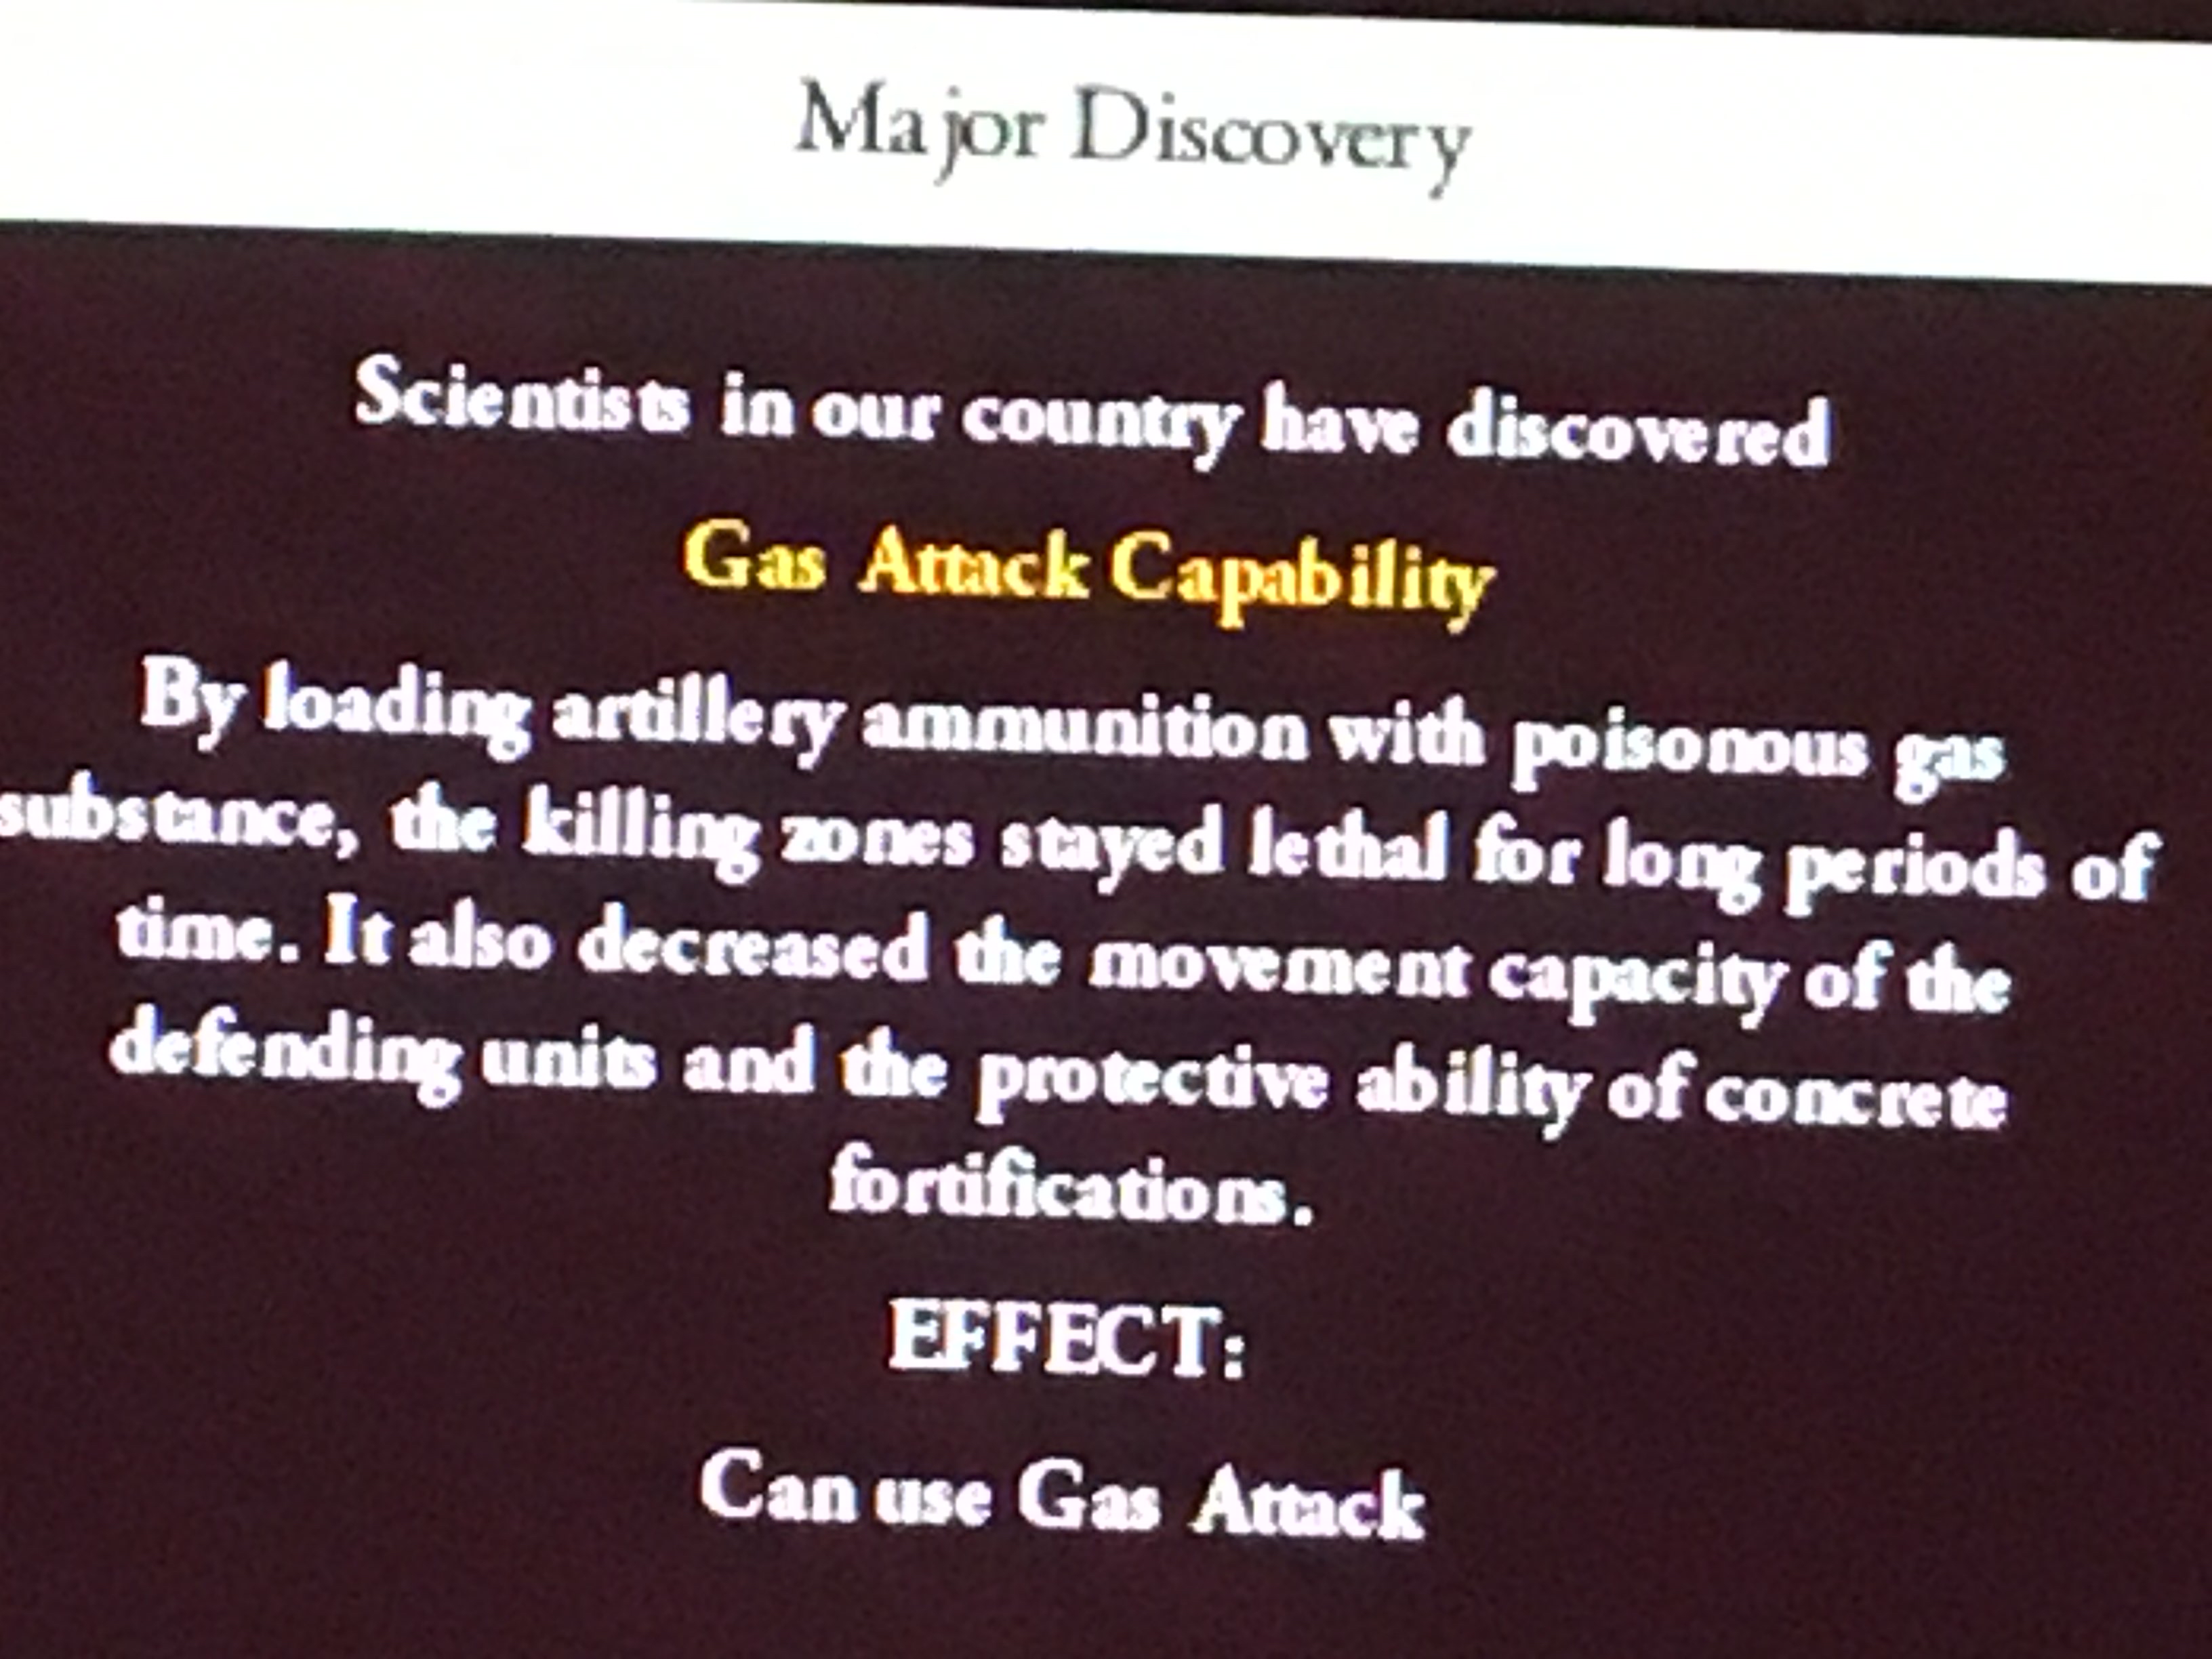 Major Discovery
Scientists in our country have discovered
Gas Attack Capability
By loading artillery ammunition with poisonous gas
substance, the killing zones stayed lethal for long periods of
time. It also decreased the movement capacity of the
defending units and the protective ability of concrete
fortifications.
EFFECT:
Can use Gas Attack